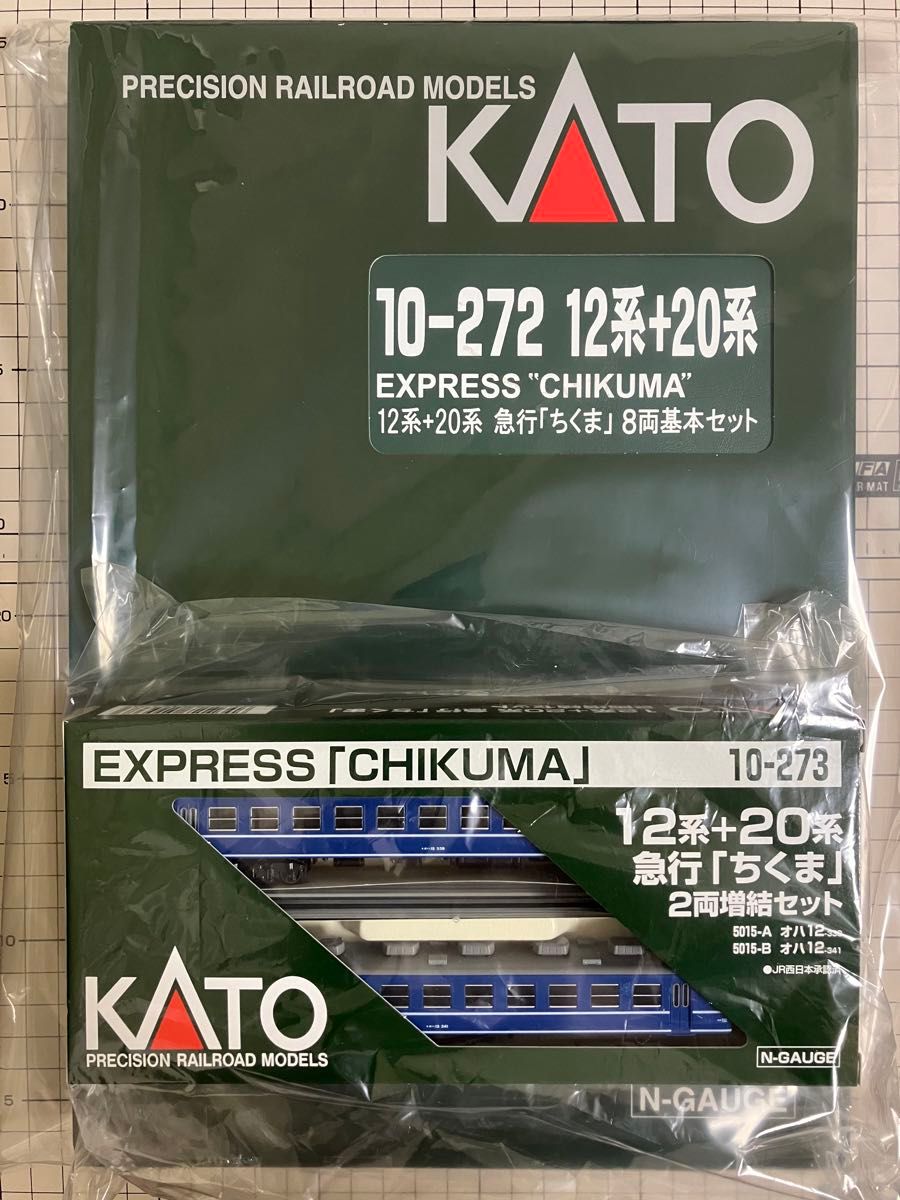 PRECISION RAILROAD MODELS
KATO
10-272 12系+20系
EXPRESS "CHIKUMA"
12系+20系 急行「ちくま」 8両基本セット
EXPRESS「CHIKUMA」 10-273
12系+20系
急行「ちくま」
2両増結セット
5015-A オハ12-338
5015-B オハ12-341
●JR西日本承認済
KATO
PRECISION RAILROAD MODELS
N-GAUGE
N-GAUGE